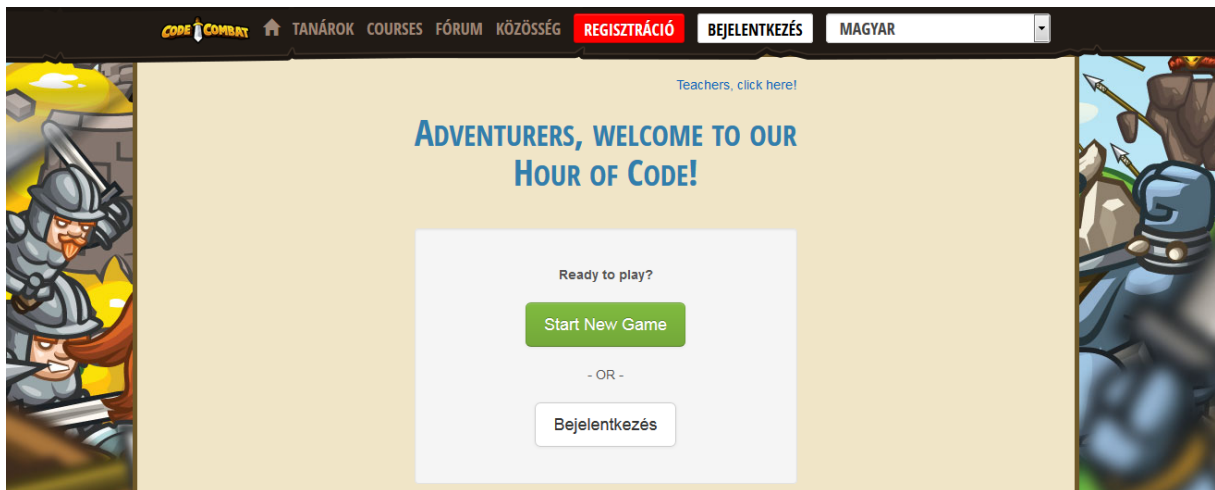 CODE COMBAT TANÁROK COURSES FÓRUM KÖZÖSSÉG REGISZTRÁCIÓ BEJELENTKEZÉS MAGYAR
Teachers, click here!
ADVENTURERS, WELCOME TO OUR
HOUR OF CODE!
Ready to play?
Start New Game
- OR -
Bejelentkezés